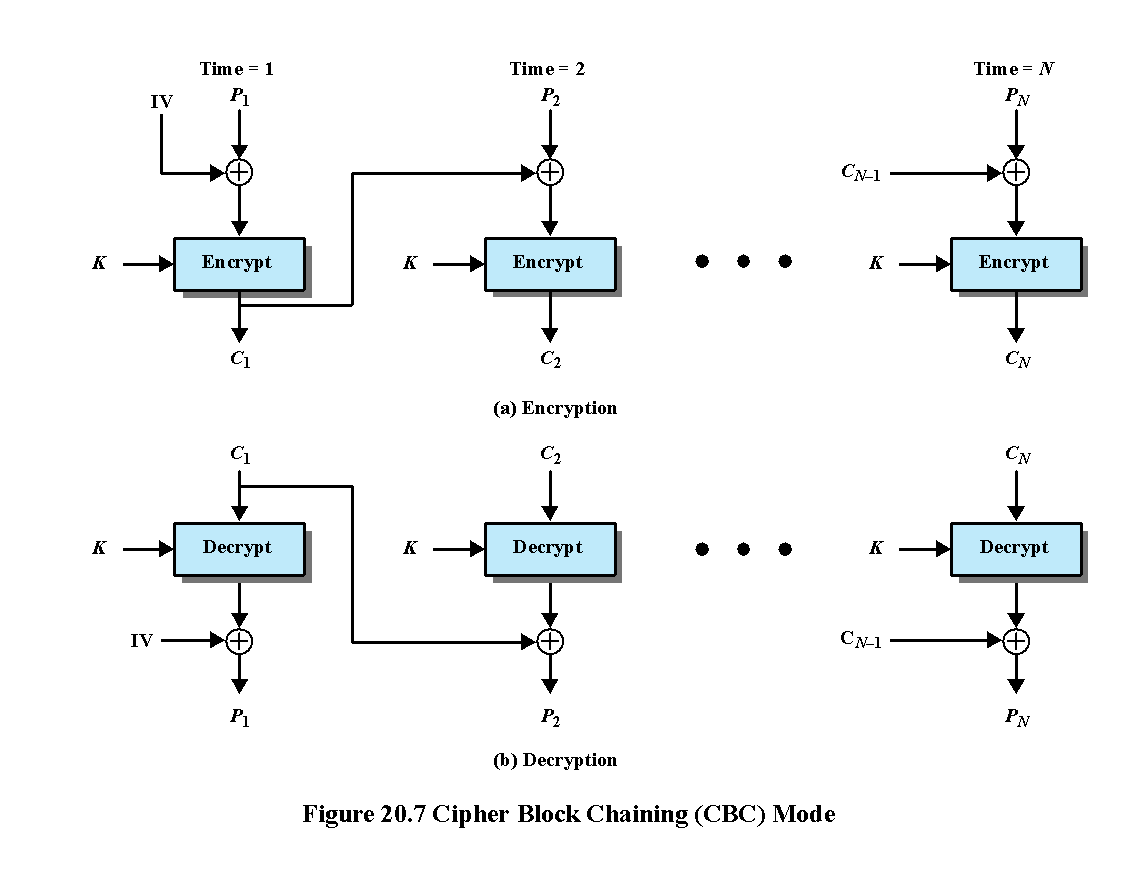 Time = 1 Time = 2 Time = N
IV P1 P2 PN
CN–1
K Encrypt K Encrypt K Encrypt
C1 C2 CN
(a) Encryption
C1 C2 CN
K Decrypt K Decrypt K Decrypt
IV CN–1
P1 P2 PN
(b) Decryption
Figure 20.7 Cipher Block Chaining (CBC) Mode